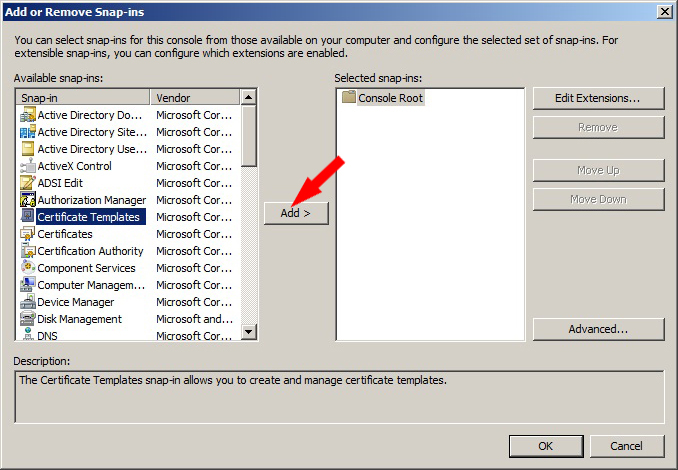 Add or Remove Snap-ins
You can select snap-ins for this console from those available on your computer and configure the selected set of snap-ins. For
extensible snap-ins, you can configure which extensions are enabled.
Available snap-ins:
Snap-in Vendor
Active Directory Do... Microsoft Cor...
Active Directory Site... Microsoft Cor...
Active Directory Use... Microsoft Cor...
ActiveX Control Microsoft Cor...
ADSI Edit Microsoft Cor...
Authorization Manager Microsoft Cor...
Certificate Templates Microsoft Cor...
Certificates Microsoft Cor...
Certification Authority Microsoft Cor...
Component Services Microsoft Cor...
Computer Managem... Microsoft Cor...
Device Manager Microsoft Cor...
Disk Management Microsoft and...
DNS Microsoft Cor...
Add >
Selected snap-ins:
Console Root
Edit Extensions...
Remove
Move Up
Move Down
Advanced...
Description:
The Certificate Templates snap-in allows you to create and manage certificate templates.
OK
Cancel